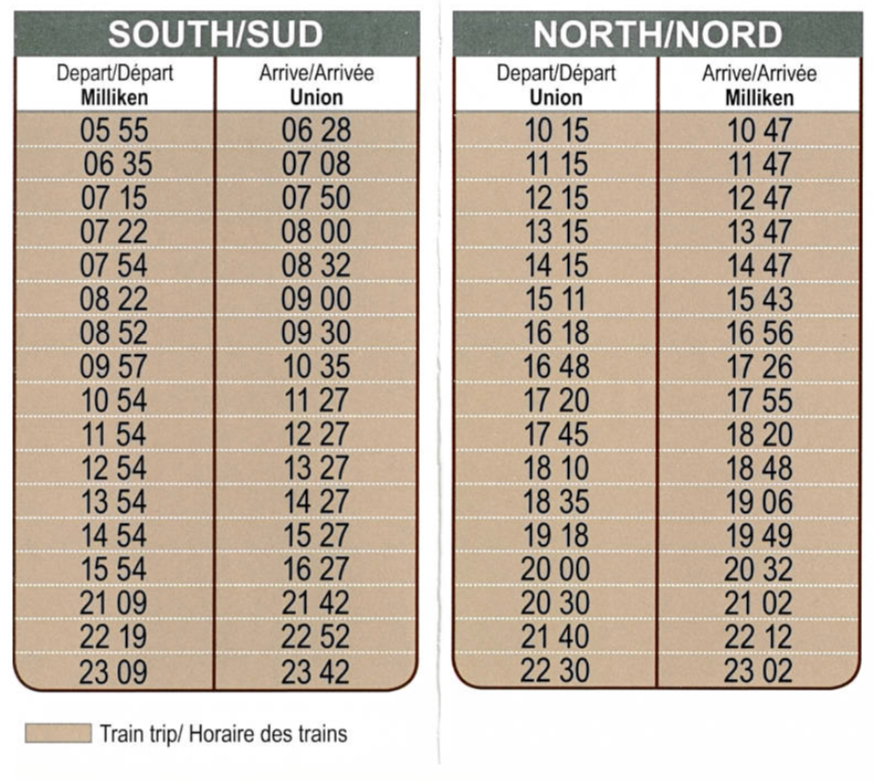 SOUTH/SUD
Depart/Départ Arrive/Arrivée
Milliken Union
05 55 06 28
06 35 07 08
07 15 07 50
07 22 08 00
07 54 08 32
08 22 09 00
08 52 09 30
09 57 10 35
10 54 11 27
11 54 12 27
12 54 13 27
13 54 14 27
14 54 15 27
15 54 16 27
21 09 21 42
22 19 22 52
23 09 23 42
Train trip/ Horaire des trains
NORTH/NORD
Depart/Départ Arrive/Arrivée
Union Milliken
10 15 10 47
11 15 11 47
12 15 12 47
13 15 13 47
14 15 14 47
15 11 15 43
16 18 16 56
16 48 17 26
17 20 17 55
17 45 18 20
18 10 18 48
18 35 19 06
19 18 19 49
20 00 20 32
20 30 21 02
21 40 22 12
22 30 23 02